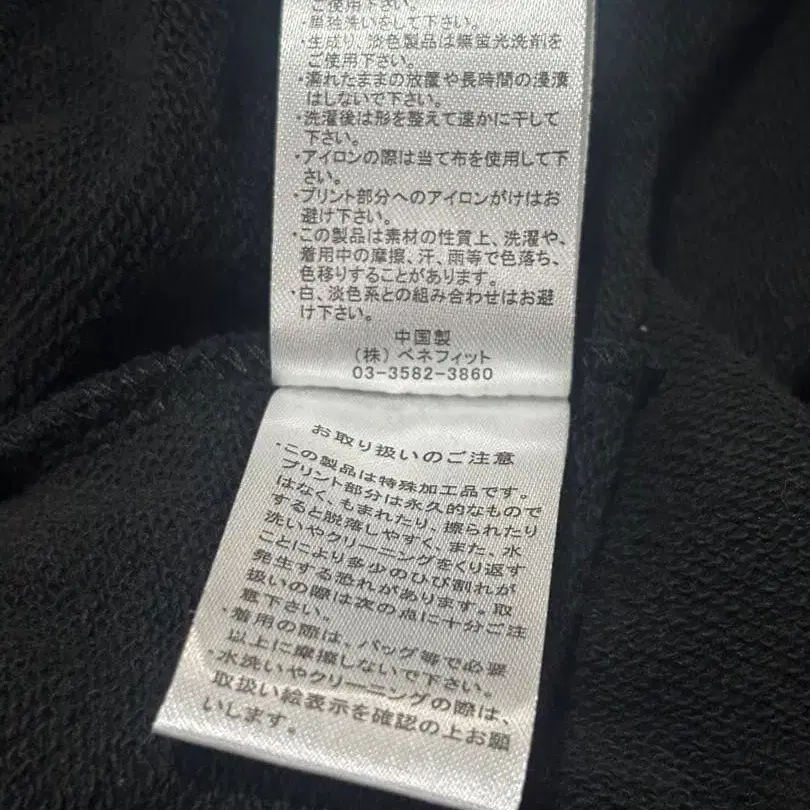 ご使用下さい。
・単独洗いをして下さい。
・生成り、淡色製品は無蛍光洗剤を
ご使用下さい。
・濡れたままの放置や長時間の浸漬
はしないで下さい。
・洗濯後は形を整えて速かに干して
下さい。
・アイロンの際は当て布を使用して下
さい。
・プリント部分へのアイロンがけはお
避け下さい。
・この製品は素材の性質上、洗濯や、
着用中の摩擦、汗、雨等で色落ち、
色移りすることがあります。
・白、淡色系との組み合わせはお避
け下さい。
中国製
（株）ベネフィット
03-3582-3860
お取り扱いのご注意
・この製品は特殊加工品です。
プリント部分は永久的なもので
はなく、もまれたり、擦られたり
すると脱落しやすく、また、水
洗いやクリーニングをくり返す
ことにより多少のひび割れが
発生する恐れがあります。取
扱いの際は次の点に十分ご注
意下さい。
・着用の際は、バッグ等で必要
以上に摩擦しないで下さい。
・水洗いやクリーニングの際は、
取扱い絵表示を確認の上お願
いします。